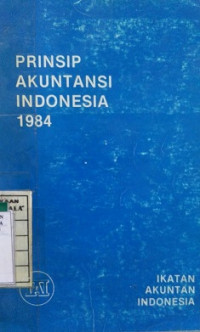 PRINSIP
AKUNTANSI
INDONESIA
1984
IAI
IKATAN
AKUNTAN
INDONESIA